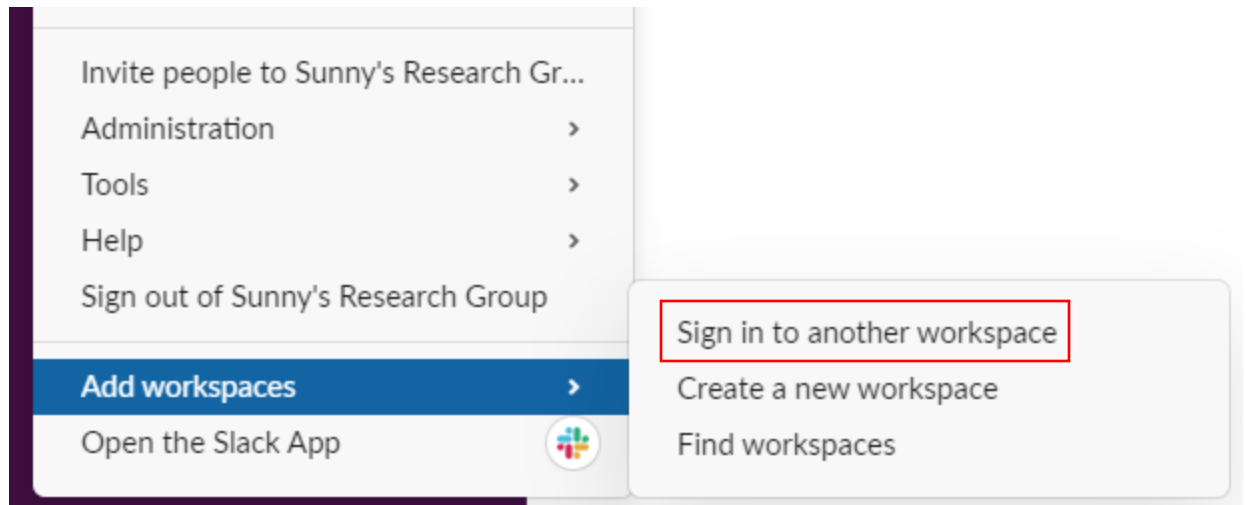 Invite people to Sunny's Research Gr...
Administration
Tools
Help
Sign out of Sunny's Research Group
Add workspaces
Open the Slack App
Sign in to another workspace
Create a new workspace
Find workspaces